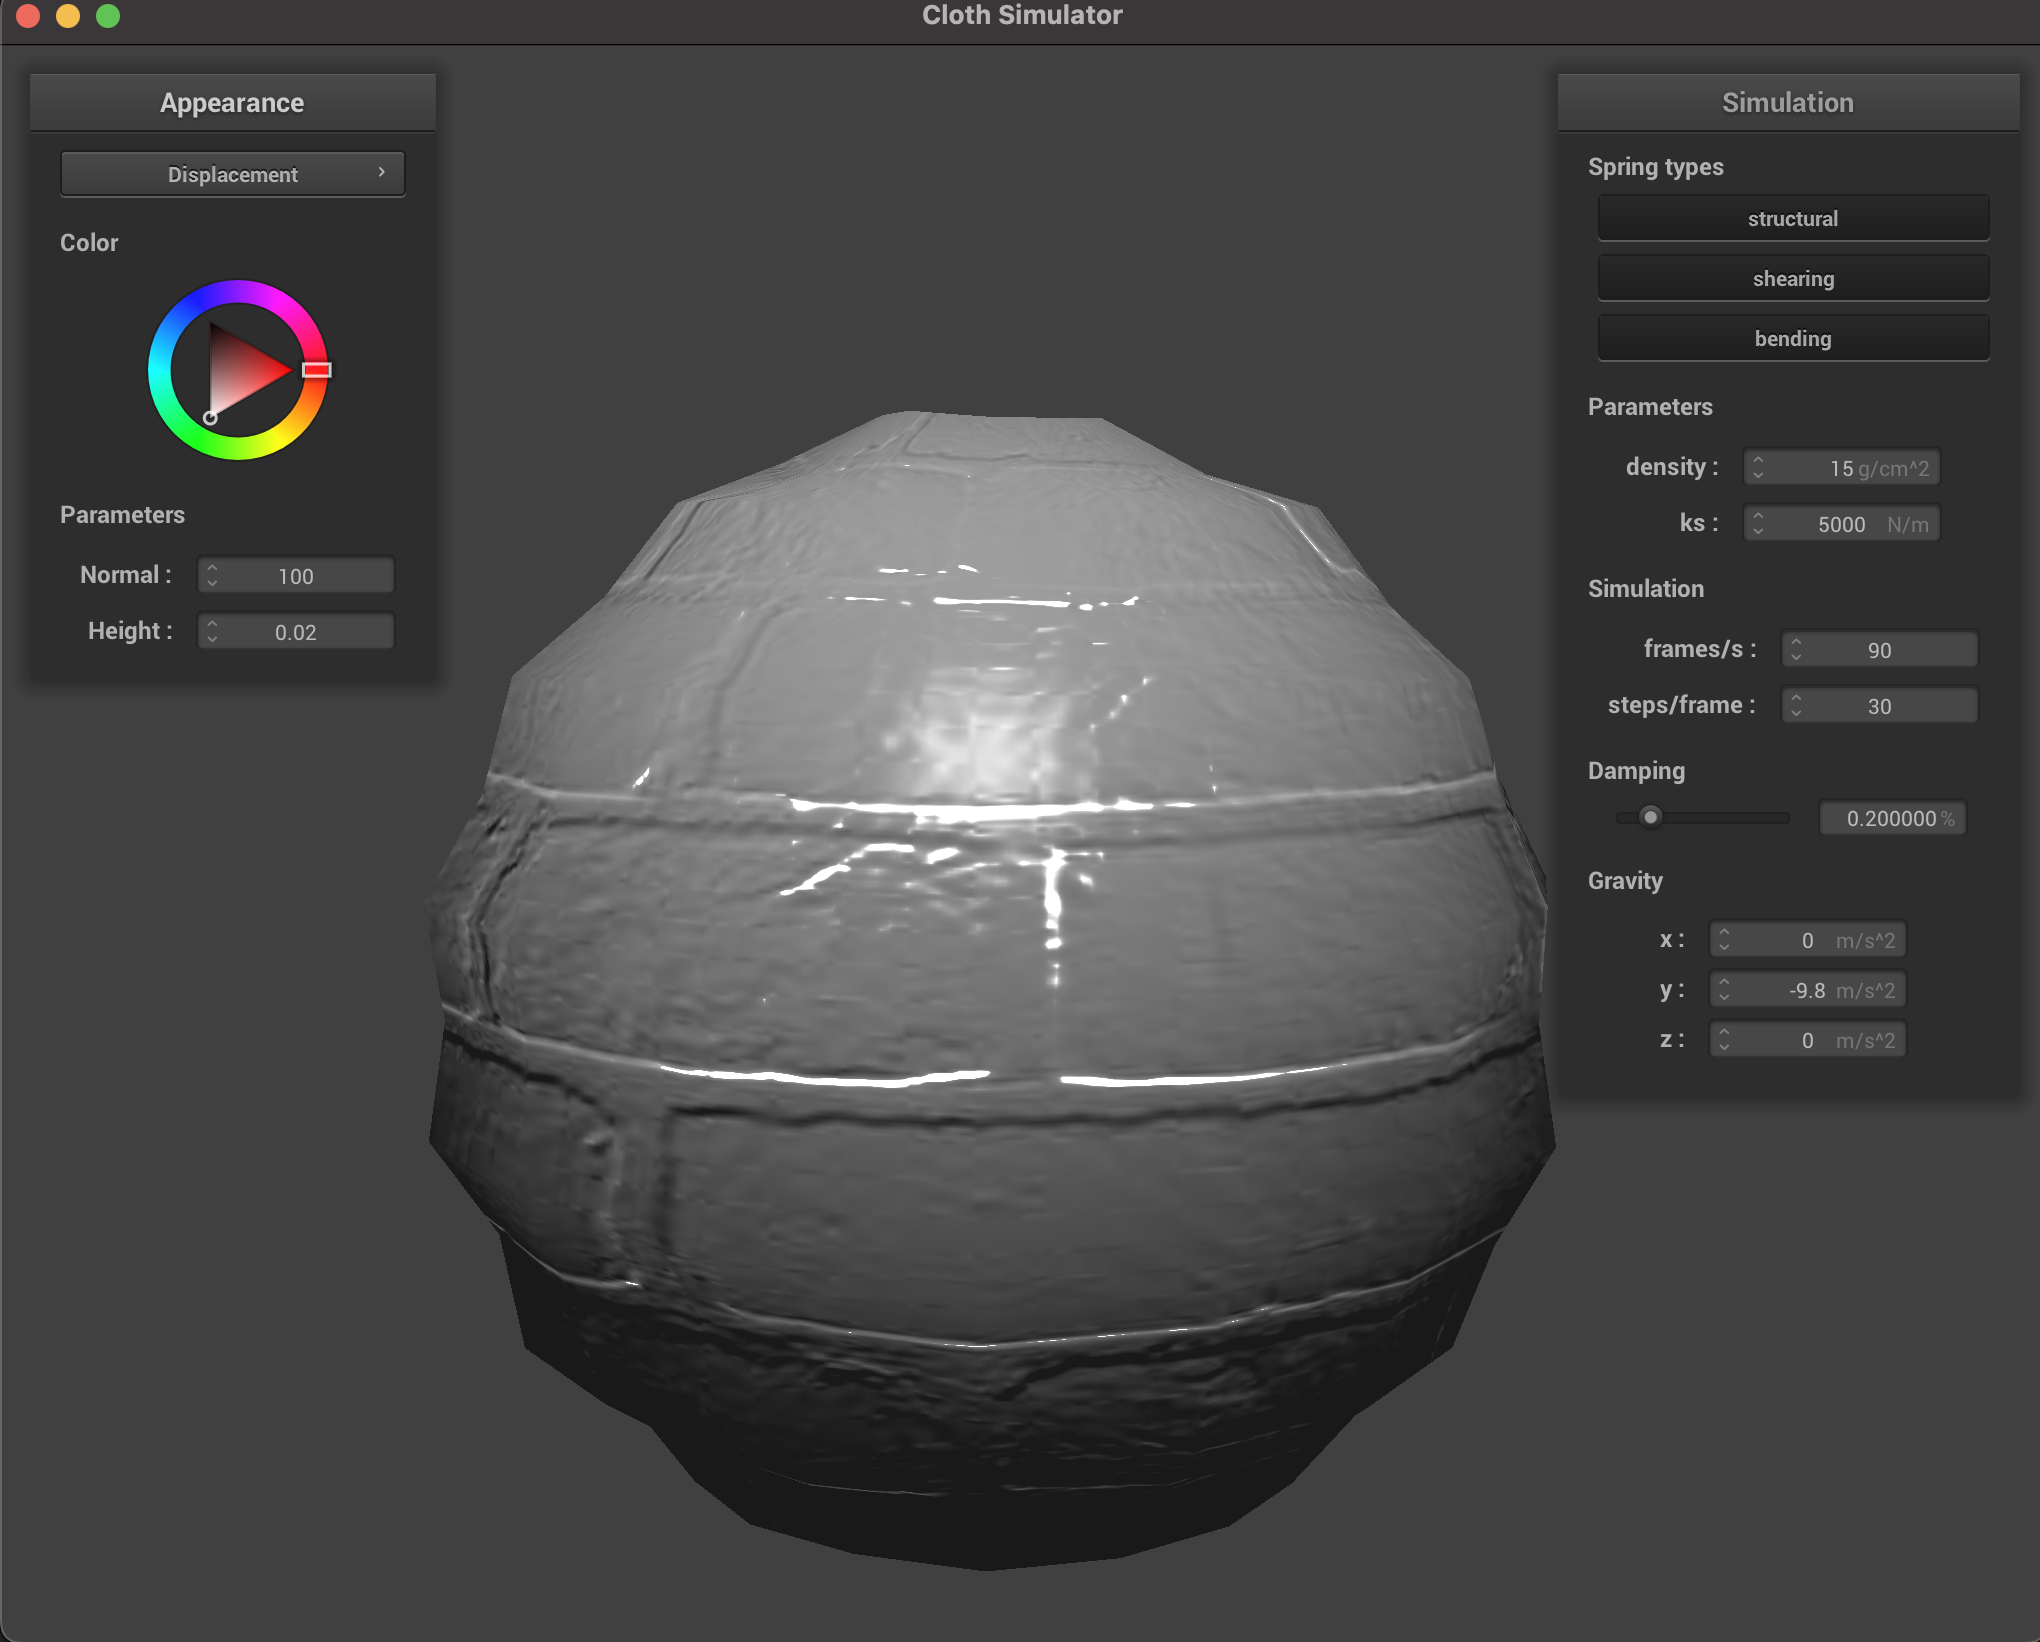 Cloth Simulator
Appearance
Displacement
Color
Parameters
Normal : 100
Height : 0.02
Simulation
Spring types
structural
shearing
bending
Parameters
density : 15 g/cm^2
ks : 5000 N/m
Simulation
frames/s : 90
steps/frame : 30
Damping
0.200000 %
Gravity
x : 0 m/s^2
y : -9.8 m/s^2
z : 0 m/s^2